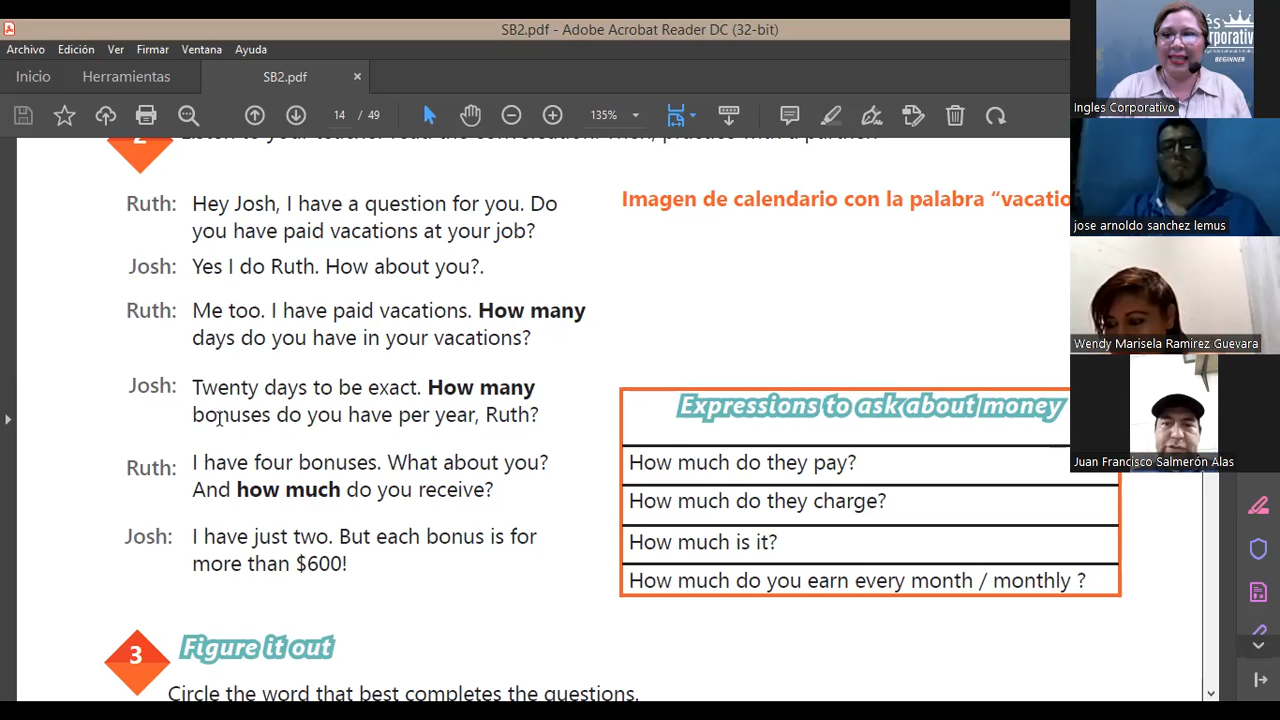 SB2.pdf - Adobe Acrobat Reader DC (32-bit)
Archivo Edición Ver Firmar Ventana Ayuda
Inicio Herramientas SB2.pdf ×
14 / 49 135%
2
Ruth: Hey Josh, I have a question for you. Do
you have paid vacations at your job?
Josh: Yes I do Ruth. How about you?.
Ruth: Me too. I have paid vacations. How many
days do you have in your vacations?
Josh: Twenty days to be exact. How many
bonuses do you have per year, Ruth?
Ruth: I have four bonuses. What about you?
And how much do you receive?
Josh: I have just two. But each bonus is for
more than $600!
Imagen de calendario con la palabra “vacatio
Expressions to ask about money
How much do they pay?
How much do they charge?
How much is it?
How much do you earn every month / monthly ?
3 Figure it out
Circle the word that best completes the questions.
BEGINNER
Ingles Corporativo
jose arnoldo sanchez lemus
Wendy Marisela Ramirez Guevara
Juan Francisco Salmerón Alas